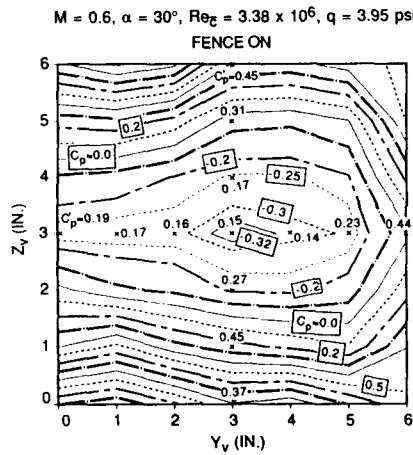 M = 0.6, α = 30°, Re_c̄ = 3.38 x 10⁶, q = 3.95 psi
FENCE ON
6
5
4
3
2
1
0
Z_V (IN.)
C_p=0.45
0.31
0.2
C_p=0.0
-0.2
-0.25
0.17
-0.3
C'p=0.19
0.17
0.16
0.15
-0.32
0.14
0.23
0.44
0.27
-0.2
C_p=0.0
0.45
0.2
0.37
0.5
0 1 2 3 4 5 6
Y_V (IN.)